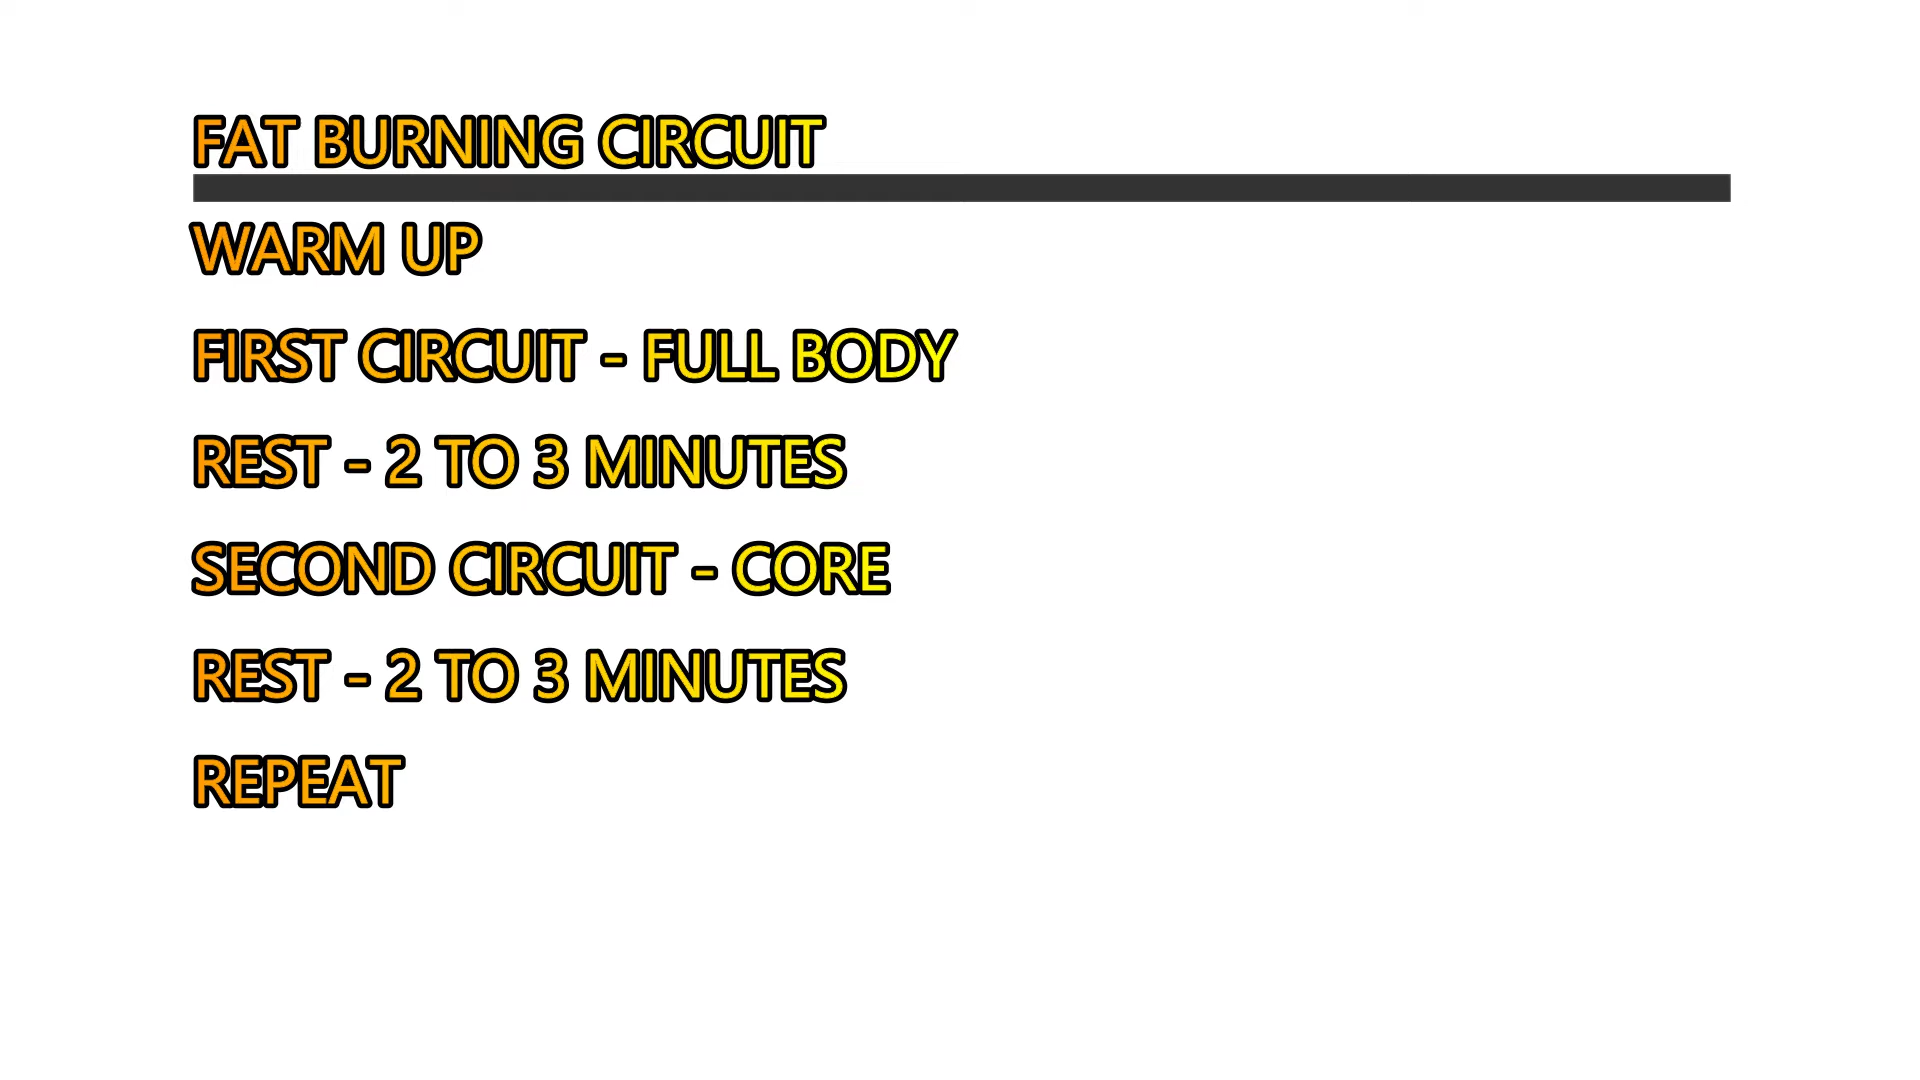 FAT BURNING CIRCUIT
WARM UP
FIRST CIRCUIT - FULL BODY
REST - 2 TO 3 MINUTES
SECOND CIRCUIT - CORE
REST - 2 TO 3 MINUTES
REPEAT